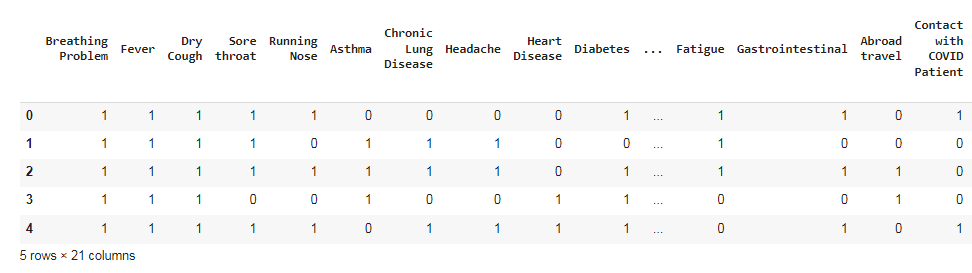 Breathing Problem Fever Dry Cough Sore throat Running Nose Asthma Chronic Lung Disease Headache Heart Disease Diabetes ... Fatigue Gastrointestinal Abroad travel Contact with COVID Patient
0 1 1 1 1 1 0 0 0 0 1 ... 1 1 0 1
1 1 1 1 1 0 1 1 1 0 0 ... 1 0 0 0
2 1 1 1 1 1 1 1 1 0 1 ... 1 1 1 0
3 1 1 1 0 0 1 0 0 1 1 ... 0 0 1 0
4 1 1 1 1 1 0 1 1 1 1 ... 0 1 0 1
5 rows × 21 columns